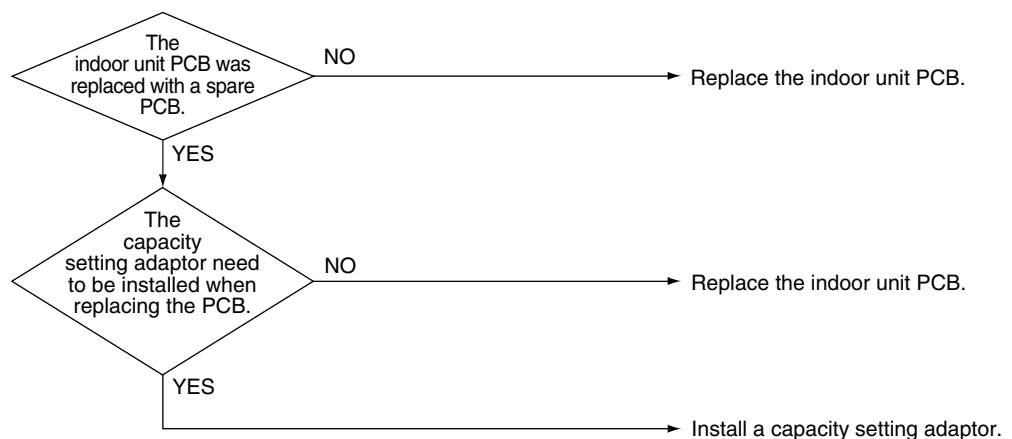 The
indoor unit PCB was
replaced with a spare
PCB.
NO
Replace the indoor unit PCB.
YES
The
capacity
setting adaptor need
to be installed when
replacing the PCB.
NO
Replace the indoor unit PCB.
YES
Install a capacity setting adaptor.